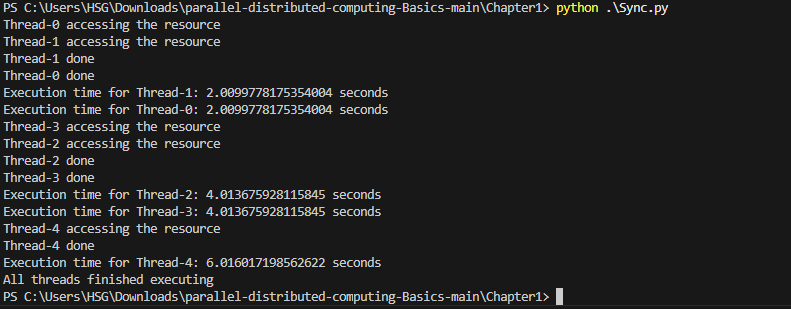 PS C:\Users\HSG\Downloads\parallel-distributed-computing-Basics-main\Chapter1> python .\Sync.py
Thread-0 accessing the resource
Thread-1 accessing the resource
Thread-1 done
Thread-0 done
Execution time for Thread-1: 2.0099778175354004 seconds
Execution time for Thread-0: 2.0099778175354004 seconds
Thread-3 accessing the resource
Thread-2 accessing the resource
Thread-2 done
Thread-3 done
Execution time for Thread-2: 4.013675928115845 seconds
Execution time for Thread-3: 4.013675928115845 seconds
Thread-4 accessing the resource
Thread-4 done
Execution time for Thread-4: 6.016017198562622 seconds
All threads finished executing
PS C:\Users\HSG\Downloads\parallel-distributed-computing-Basics-main\Chapter1>